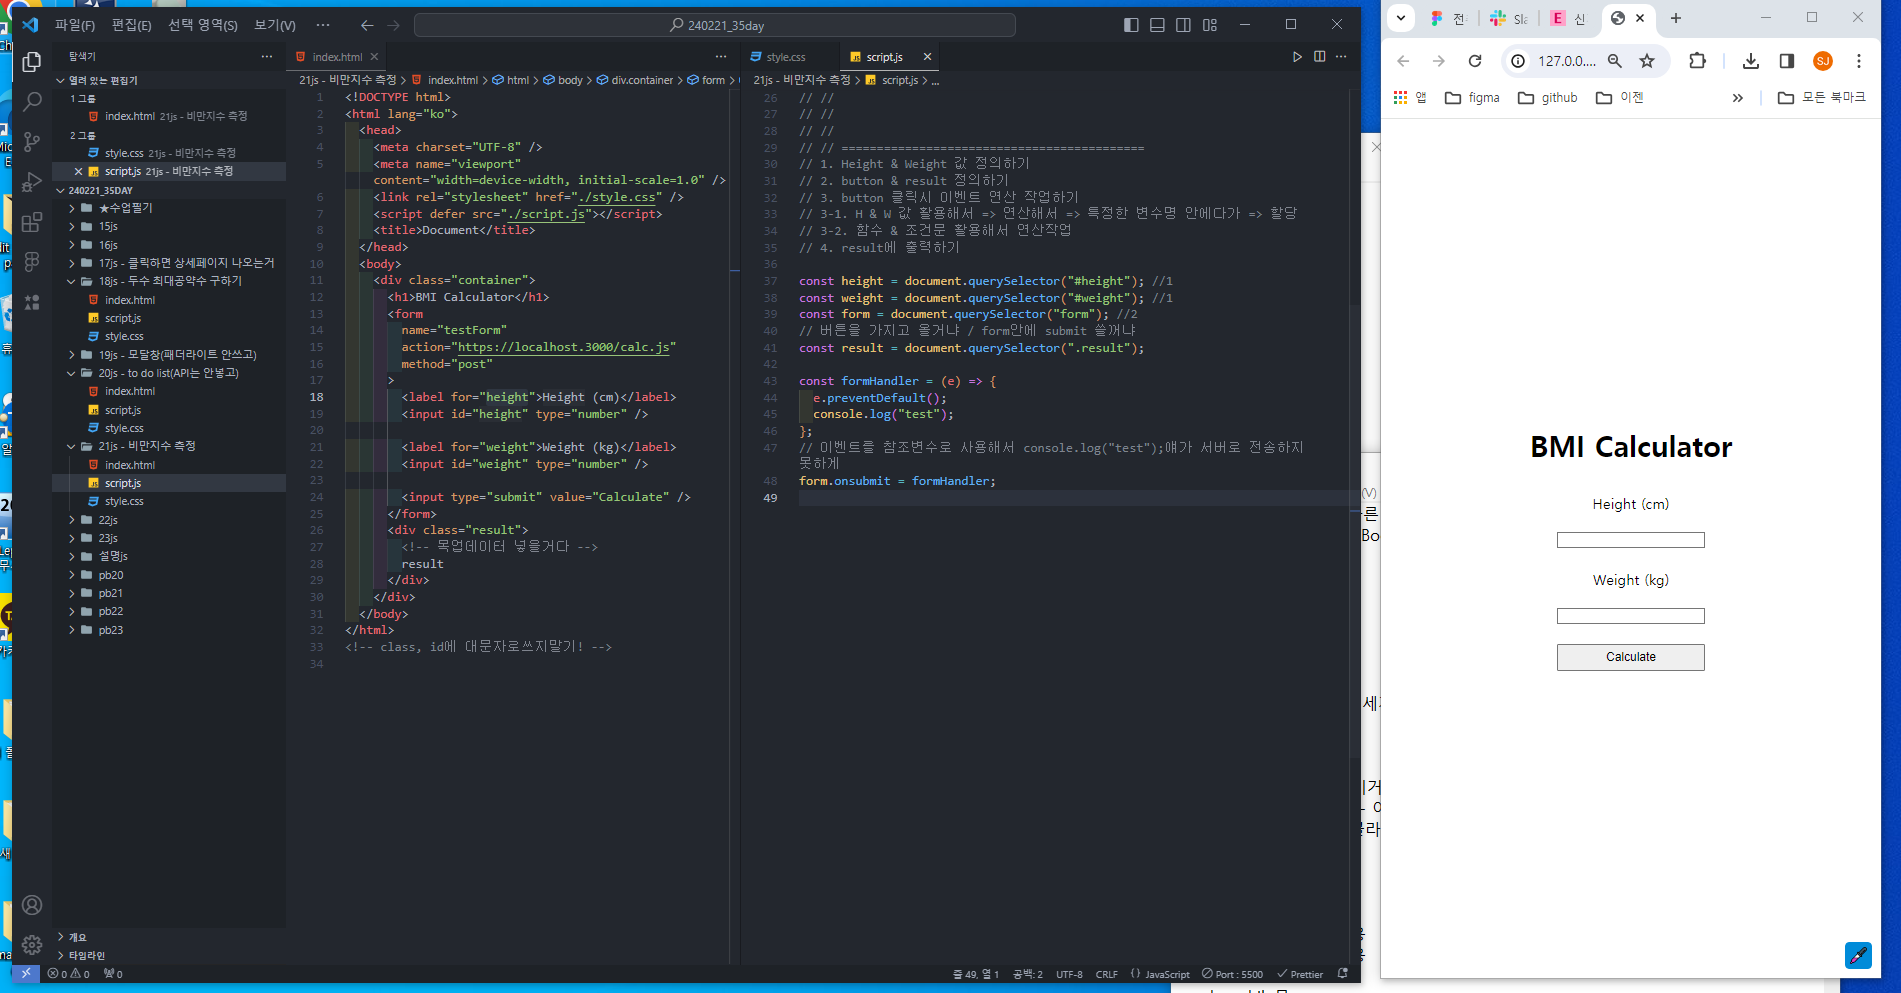 파일(F) 편집(E) 선택 영역(S) 보기(V) ··· 240221_35day
탐색기
열려 있는 편집기
1 그룹
index.html 21js - 비만지수 측정
2 그룹
style.css 21js - 비만지수 측정
script.js 21js - 비만지수 측정
240221_35DAY
★수업필기
15js
16js
17js - 클릭하면 상세페이지 나오는거
18js - 두수 최대공약수 구하기
index.html
script.js
style.css
19js - 모달창(패더라이트 안쓰고)
20js - to do list(API는 안넣고)
index.html
script.js
style.css
21js - 비만지수 측정
index.html
script.js
style.css
22js
23js
설명js
pb20
pb21
pb22
pb23
개요
타임라인
index.html
21js - 비만지수 측정 > index.html > html > body > div.container > form >
1 <!DOCTYPE html>
2 <html lang="ko">
3 <head>
4 <meta charset="UTF-8" />
5 <meta name="viewport"
content="width=device-width, initial-scale=1.0" />
6 <link rel="stylesheet" href="./style.css" />
7 <script defer src="./script.js"></script>
8 <title>Document</title>
9 </head>
10 <body>
11 <div class="container">
12 <h1>BMI Calculator</h1>
13 <form
14 name="testForm"
15 action="https://localhost.3000/calc.js"
16 method="post"
17 >
18 <label for="height">Height (cm)</label>
19 <input id="height" type="number" />
20
21 <label for="weight">Weight (kg)</label>
22 <input id="weight" type="number" />
23
24 <input type="submit" value="Calculate" />
25 </form>
26 <div class="result">
27 <!-- 목업데이터 넣을거다 -->
28 result
29 </div>
30 </div>
31 </body>
32 </html>
33 <!-- class, id에 대문자로쓰지말기! -->
34
style.css script.js
21js - 비만지수 측정 > script.js > ...
26 // //
27 // //
28 // //
29 // // ===========================================
30 // 1. Height & Weight 값 정의하기
31 // 2. button & result 정의하기
32 // 3. button 클릭시 이벤트 연산 작업하기
33 // 3-1. H & W 값 활용해서 => 연산해서 => 특정한 변수명 안에다가 => 할당
34 // 3-2. 함수 & 조건문 활용해서 연산작업
35 // 4. result에 출력하기
36
37 const height = document.querySelector("#height"); //1
38 const weight = document.querySelector("#weight"); //1
39 const form = document.querySelector("form"); //2
40 // 버튼을 가지고 올거냐 / form안에 submit 쓸꺼냐
41 const result = document.querySelector(".result");
42
43 const formHandler = (e) => {
44 e.preventDefault();
45 console.log("test");
46 };
47 // 이벤트를 참조변수로 사용해서 console.log("test");얘가 서버로 전송하지
못하게
48 form.onsubmit = formHandler;
49
0 0 0
줄 49, 열 1 공백: 2 UTF-8 CRLF {} JavaScript Port : 5500 Prettier
전 Sla 신
127.0.... SJ
앱 figma github 이젠 모든 북마크
BMI Calculator
Height (cm)
Weight (kg)
Calculate
(V)